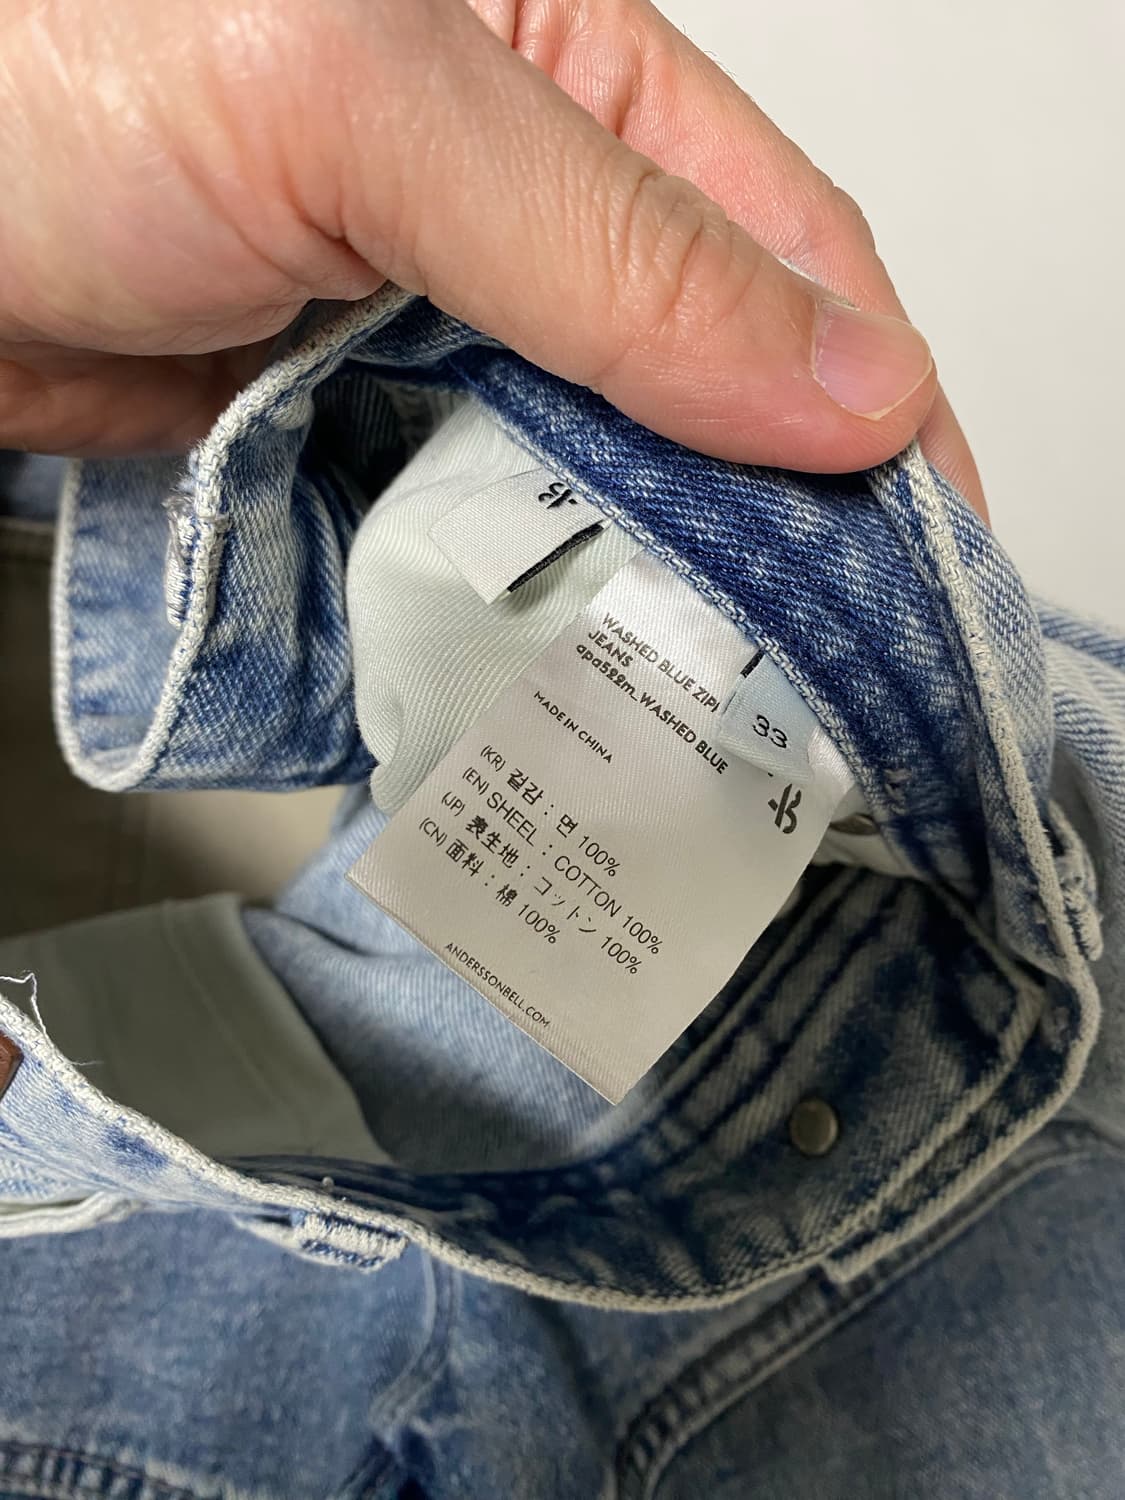 WASHED BLUE
JEANS
apa522m_WASHED BLUE
33
MADE IN CHINA
(KR) 겉감 : 면 100%
(EN) SHEEL : COTTON 100%
(JP) 表生地 : コットン 100%
(CN) 面料 : 棉 100%
ANDERSSONBELL.COM